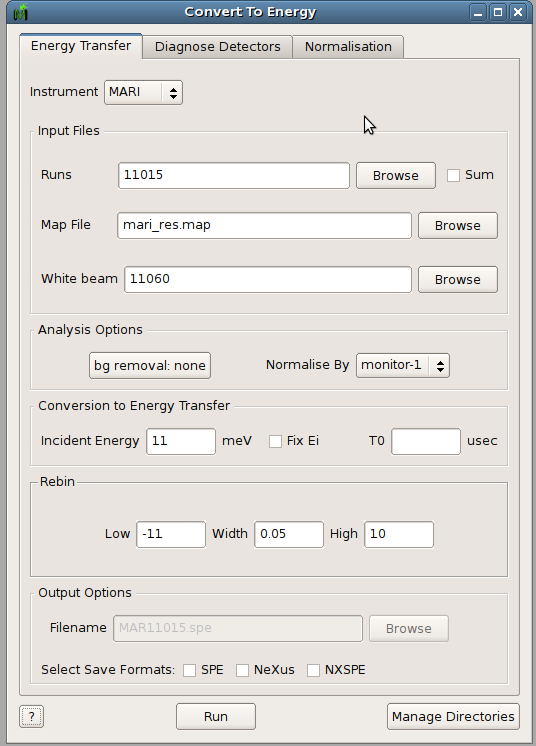 Convert To Energy
Energy Transfer Diagnose Detectors Normalisation
Instrument MARI
Input Files
Runs 11015 Browse Sum
Map File mari_res.map Browse
White beam 11060 Browse
Analysis Options
bg removal: none Normalise By monitor-1
Conversion to Energy Transfer
Incident Energy 11 meV Fix Ei T0 usec
Rebin
Low -11 Width 0.05 High 10
Output Options
Filename MAR11015.spe Browse
Select Save Formats: SPE NeXus NXSPE
? Run Manage Directories